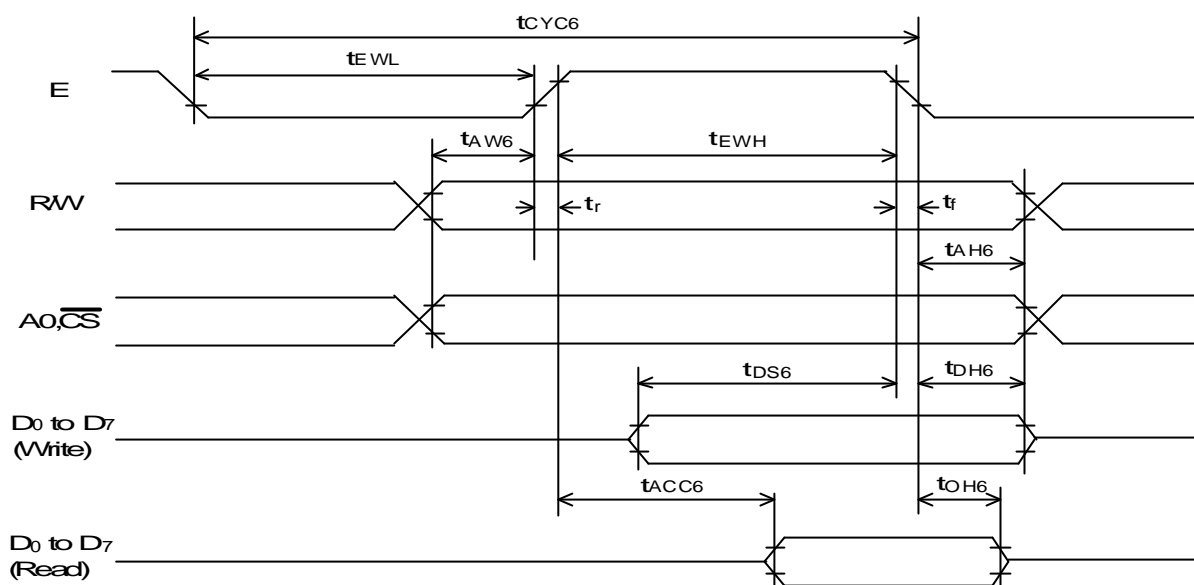 tCYC6
tEWL
E
tAW6
tEWH
R/W
tr
tf
tAH6
A0,CS
tDS6
tDH6
D0 to D7
(Write)
tACC6
tOH6
D0 to D7
(Read)